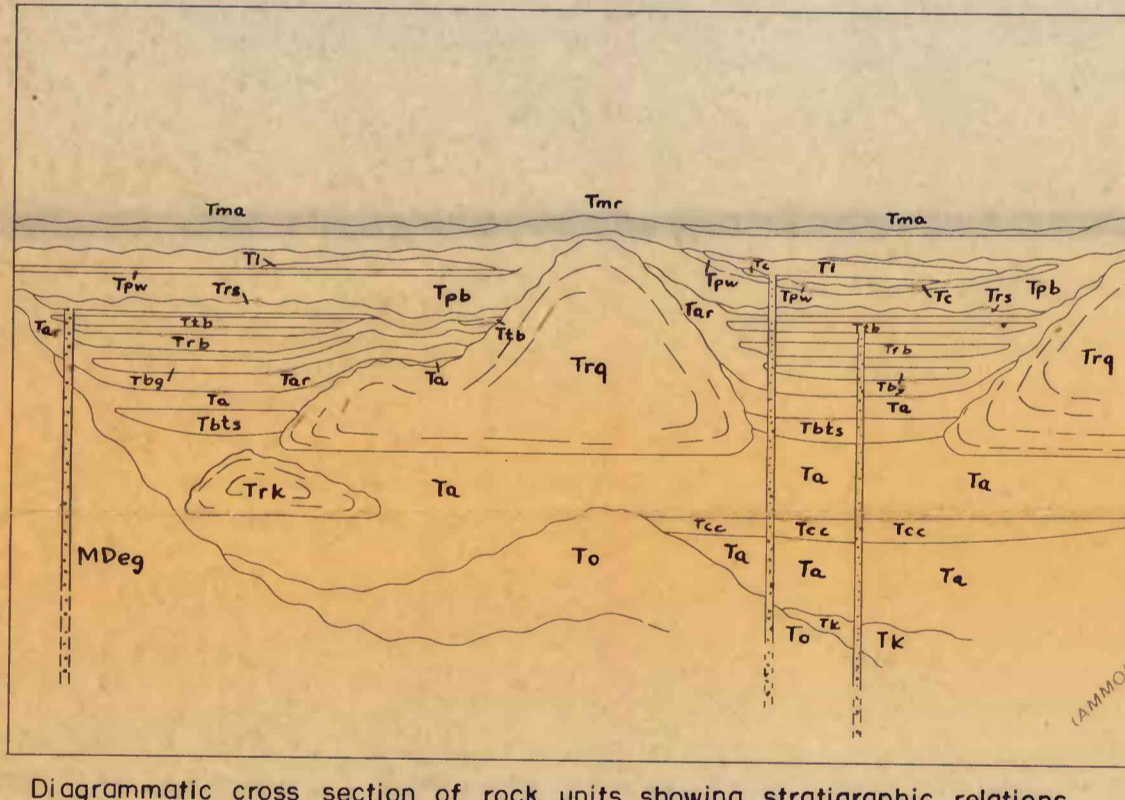 Tma Tmr Tma
Tl Tc Tl
Tpw Trs Tpb Tpw Tpw Tc Trs Tpb
Tar Ttb Ttb Tar Ttb
Trb Trb
Tbg Tar Ta Trq Tb Trq
Ta Ta
Tbts Tbts
Trk Ta Ta Ta
Tcc Tcc Tcc
MDeg To Ta Ta Ta
Tk
To Tk
(AMMO
Diagrammatic cross section of rock units showing stratigraphic relations